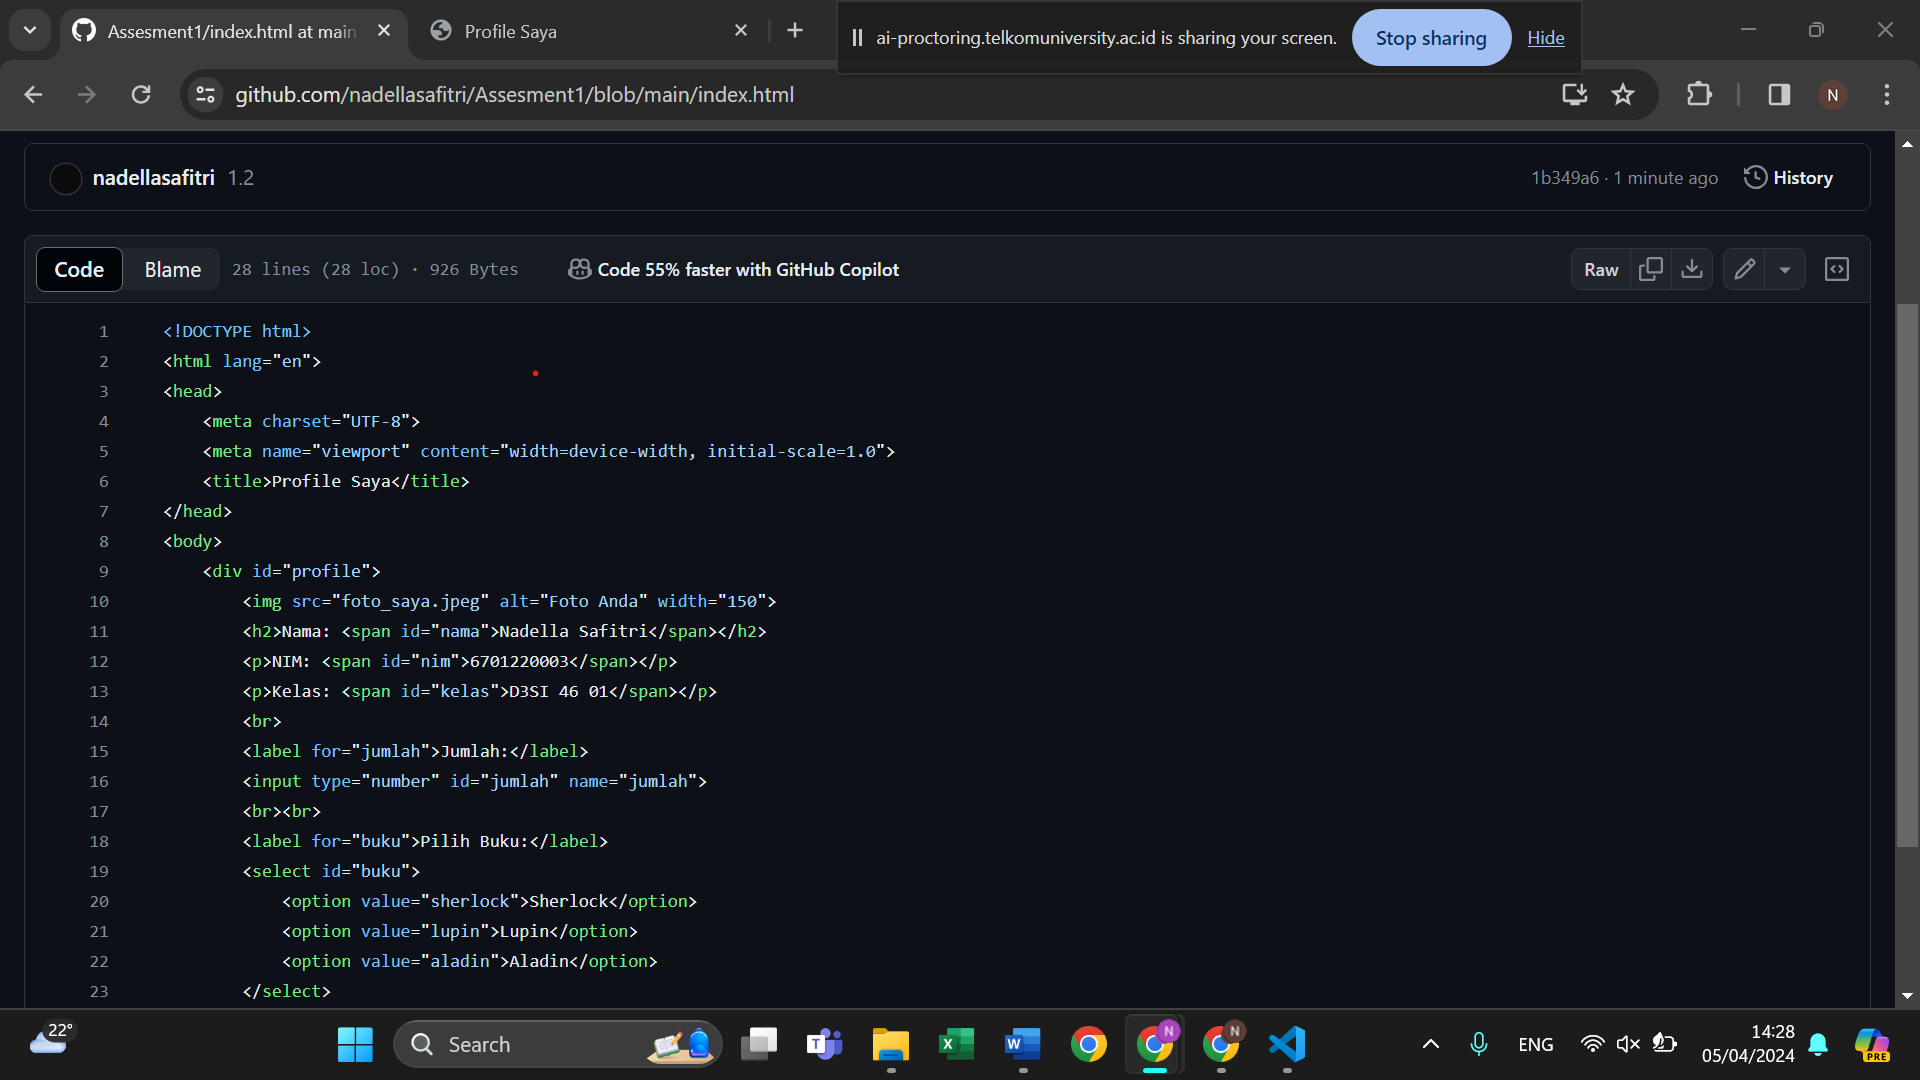 Assesment1/index.html at main
Profile Saya
ai-proctoring.telkomuniversity.ac.id is sharing your screen.
Stop sharing
Hide
github.com/nadellasafitri/Assesment1/blob/main/index.html
N
nadellasafitri 1.2
1b349a6 · 1 minute ago
History
Code
Blame
28 lines (28 loc) · 926 Bytes
Code 55% faster with GitHub Copilot
Raw
1 <!DOCTYPE html>
2 <html lang="en">
3 <head>
4 <meta charset="UTF-8">
5 <meta name="viewport" content="width=device-width, initial-scale=1.0">
6 <title>Profile Saya</title>
7 </head>
8 <body>
9 <div id="profile">
10 <img src="foto_saya.jpeg" alt="Foto Anda" width="150">
11 <h2>Nama: <span id="nama">Nadella Safitri</span></h2>
12 <p>NIM: <span id="nim">6701220003</span></p>
13 <p>Kelas: <span id="kelas">D3SI 46 01</span></p>
14 <br>
15 <label for="jumlah">Jumlah:</label>
16 <input type="number" id="jumlah" name="jumlah">
17 <br><br>
18 <label for="buku">Pilih Buku:</label>
19 <select id="buku">
20 <option value="sherlock">Sherlock</option>
21 <option value="lupin">Lupin</option>
22 <option value="aladin">Aladin</option>
23 </select>
22°
Search
T
X
W
N
N
ENG
14:28
05/04/2024
PRE